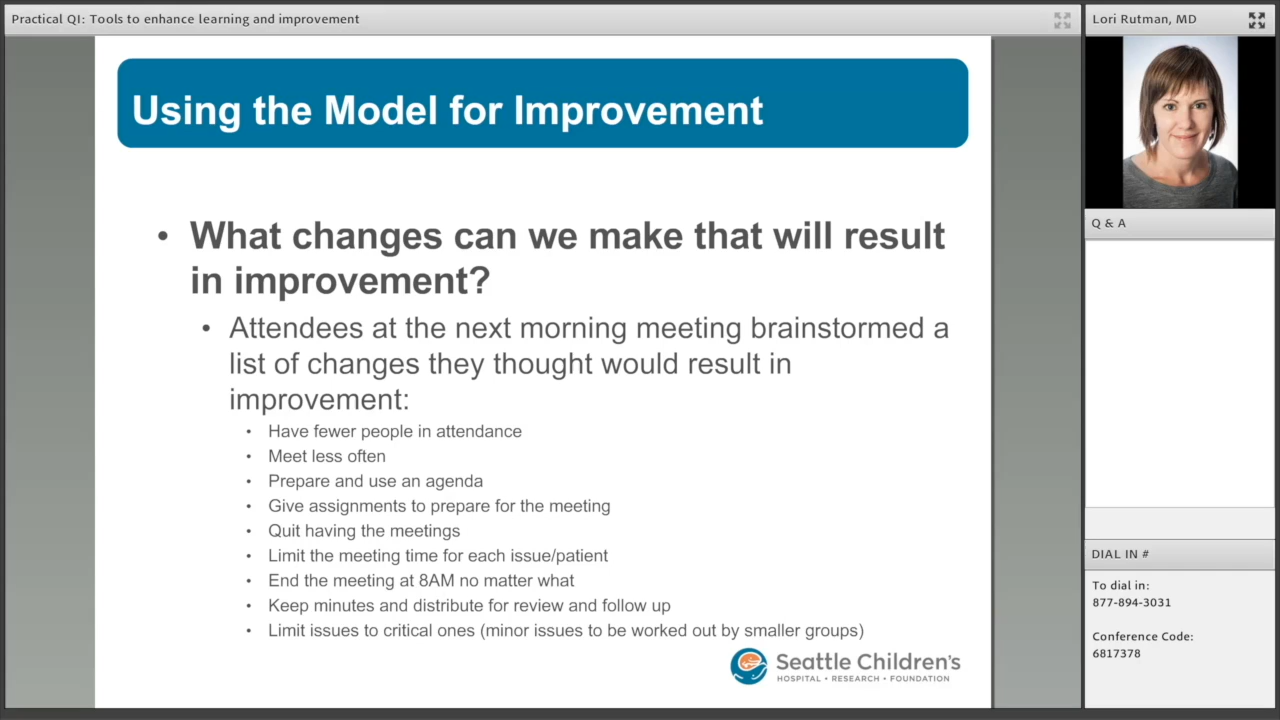 Practical QI: Tools to enhance learning and improvement
Lori Rutman, MD
Using the Model for Improvement
• What changes can we make that will result
in improvement?
• Attendees at the next morning meeting brainstormed a
list of changes they thought would result in
improvement:
• Have fewer people in attendance
• Meet less often
• Prepare and use an agenda
• Give assignments to prepare for the meeting
• Quit having the meetings
• Limit the meeting time for each issue/patient
• End the meeting at 8AM no matter what
• Keep minutes and distribute for review and follow up
• Limit issues to critical ones (minor issues to be worked out by smaller groups)
Seattle Children's
HOSPITAL • RESEARCH • FOUNDATION
Q & A
DIAL IN #
To dial in:
877-894-3031
Conference Code:
6817378